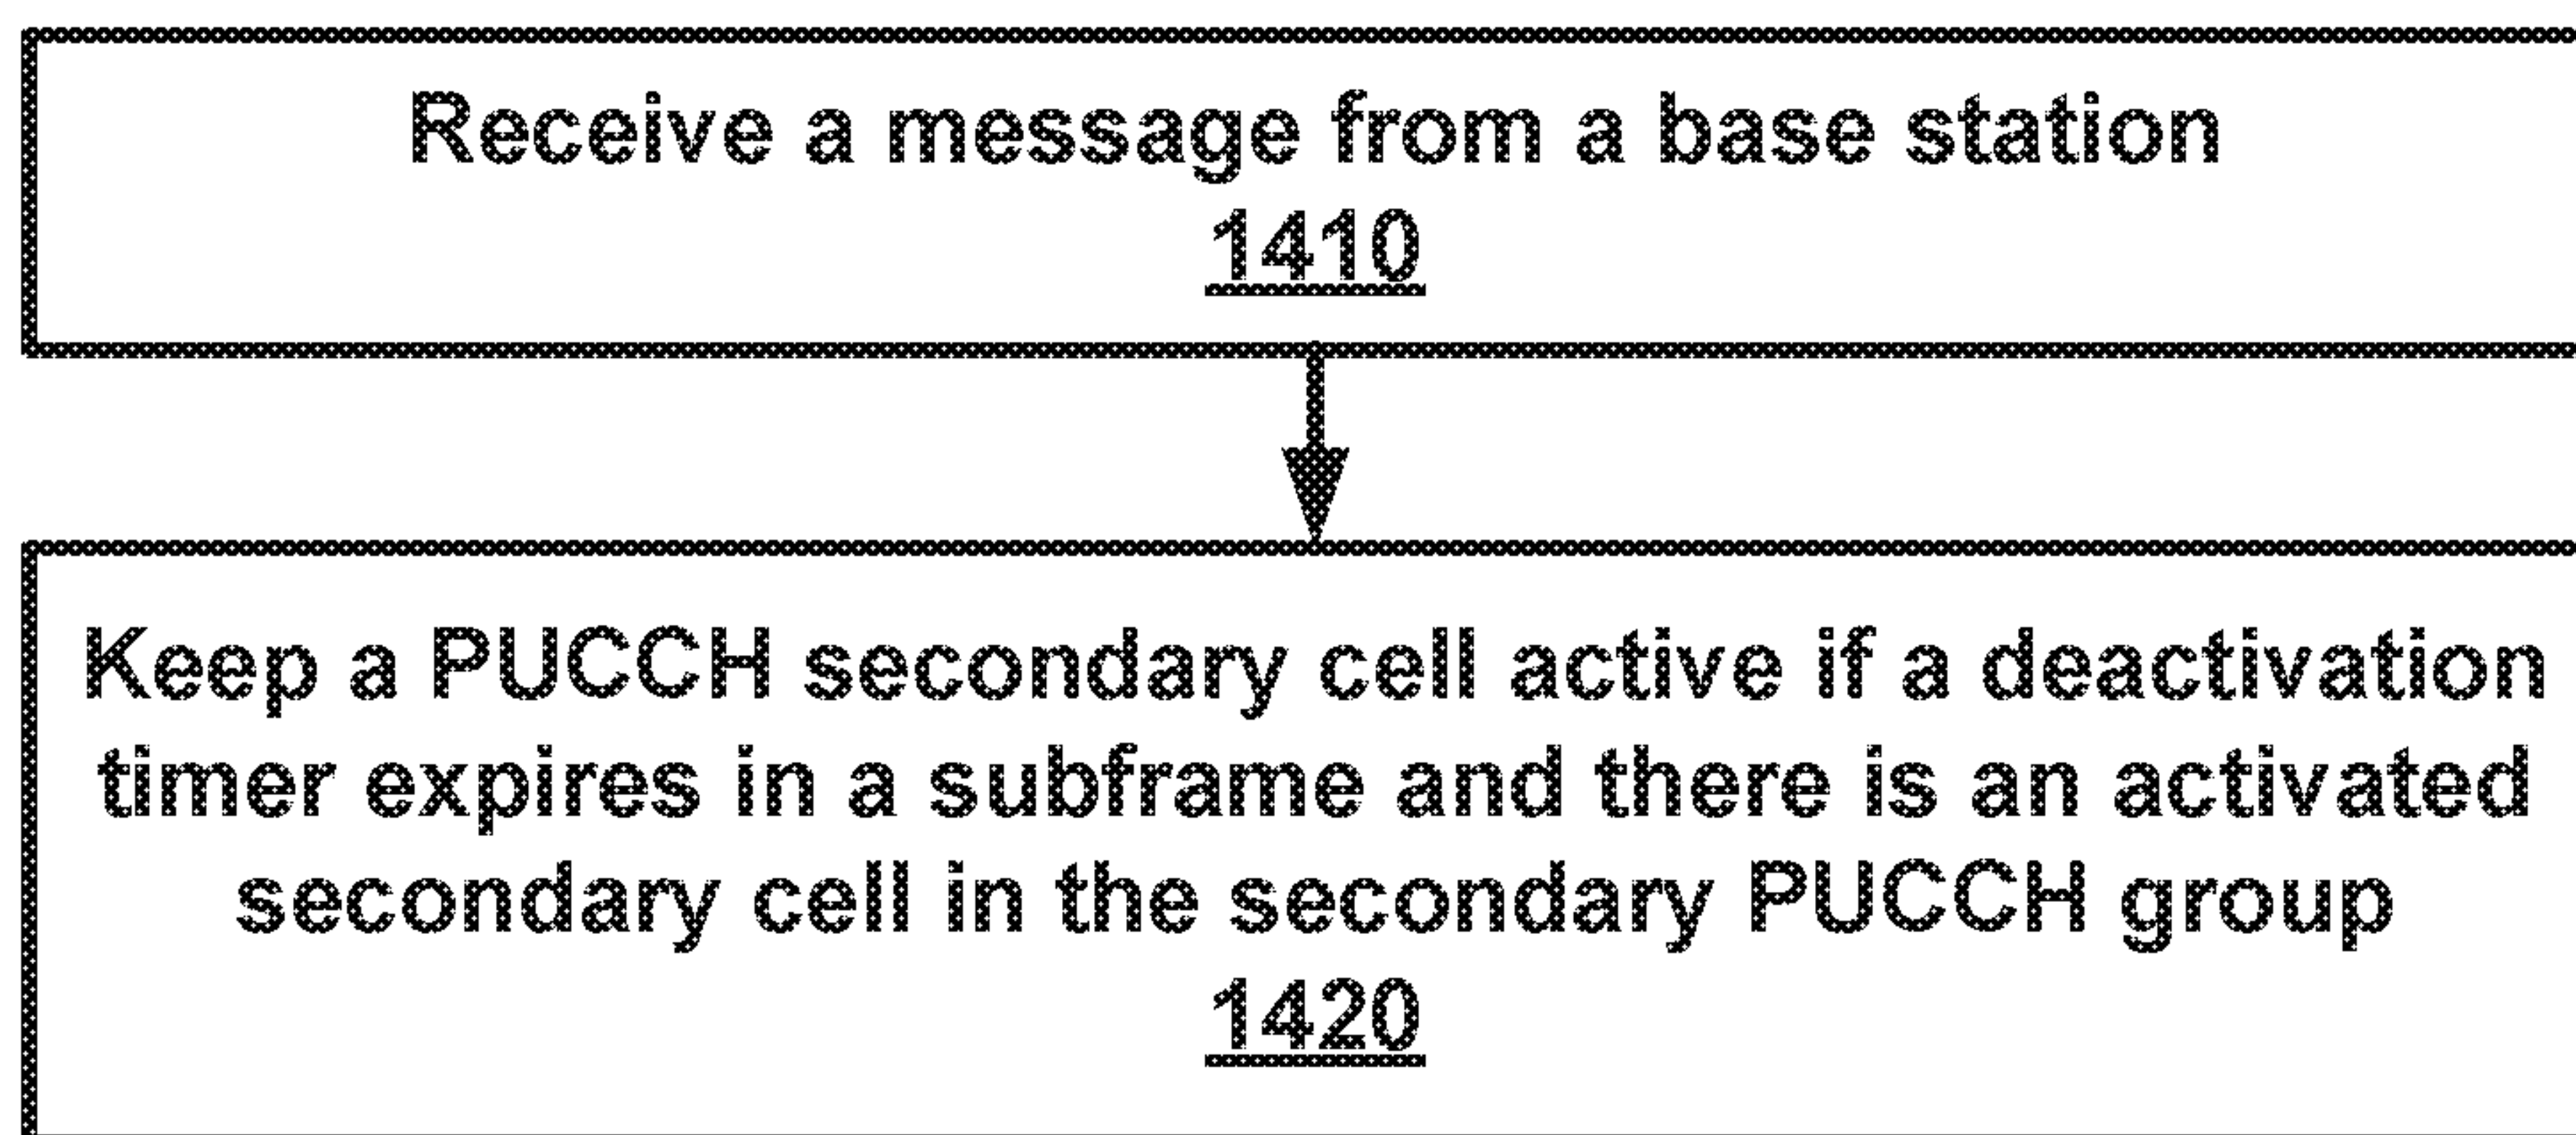 Receive a message from a base station
1410
Keep a PUCCH secondary cell active if a deactivation
timer expires in a subframe and there is an activated
secondary cell in the secondary PUCCH group
1420